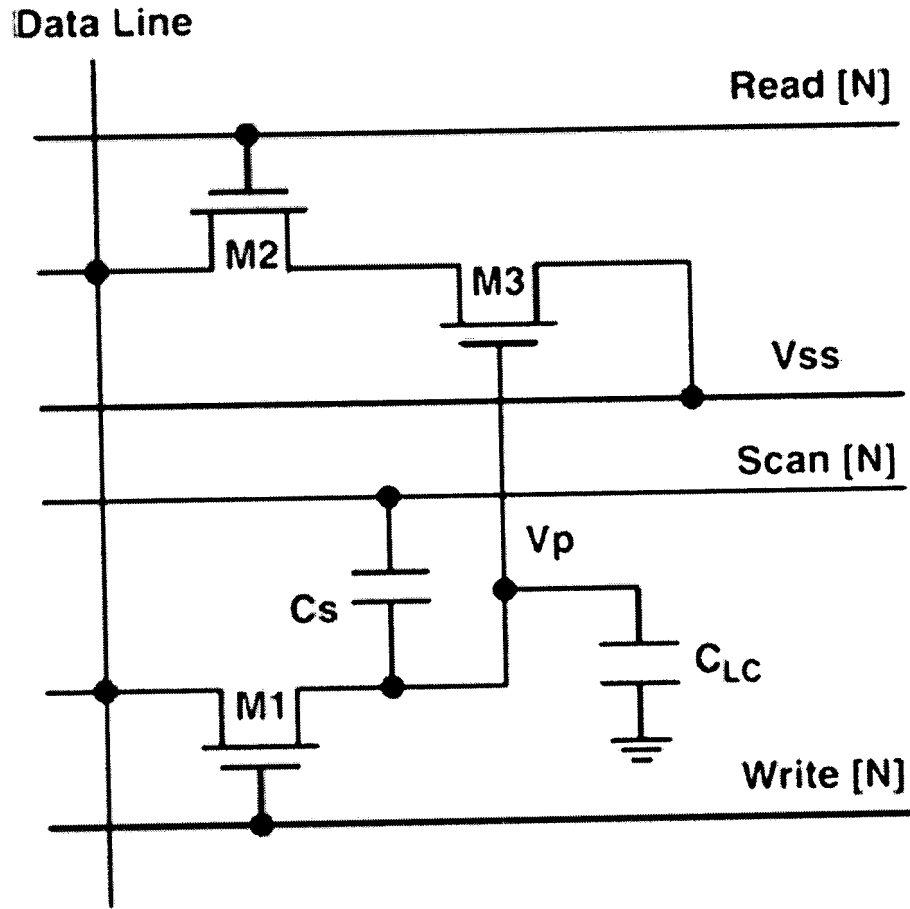 Data Line
Read [N]
M2
M3
Vss
Scan [N]
Vp
Cs
C_LC
M1
Write [N]